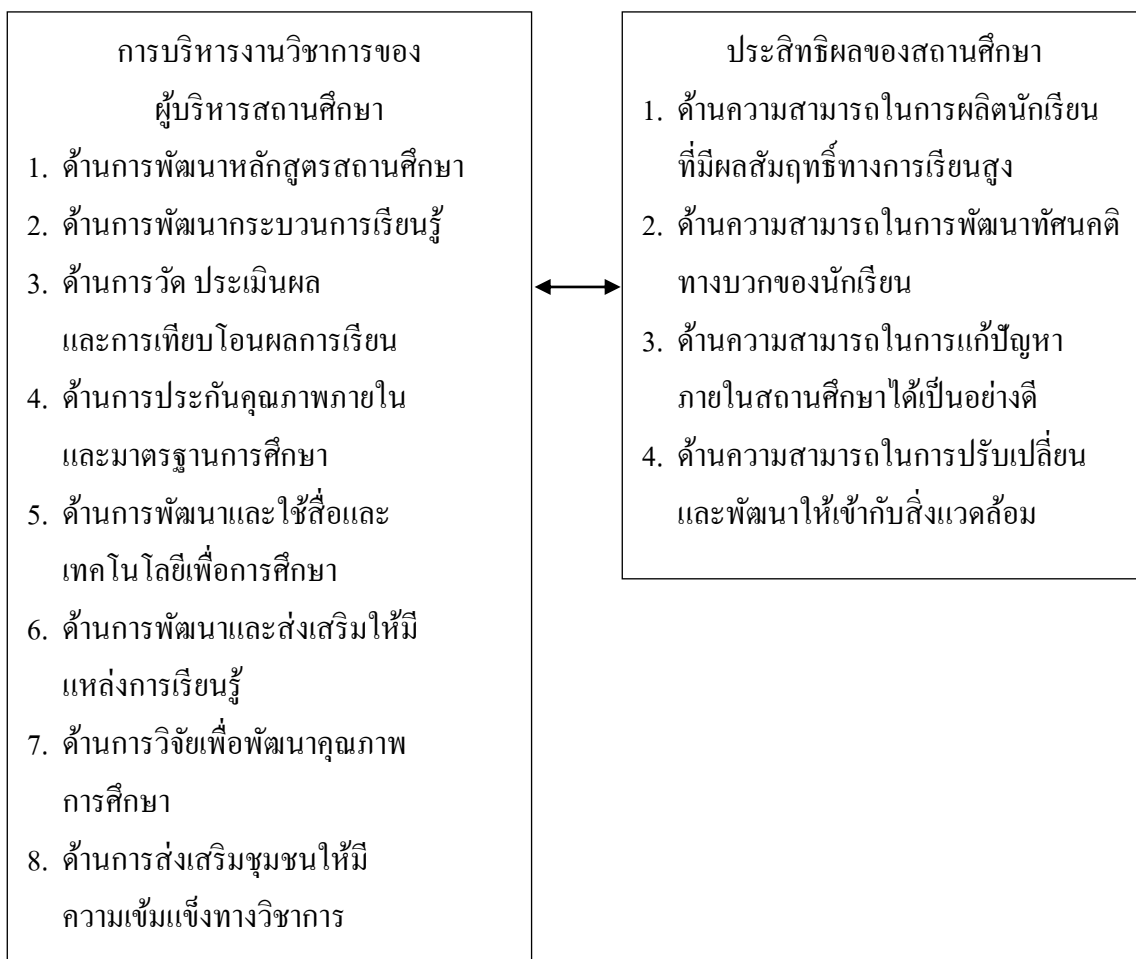 การบริหารงานวิชาการของ
ผู้บริหารสถานศึกษา
1. ด้านการพัฒนาหลักสูตรสถานศึกษา
2. ด้านการพัฒนากระบวนการเรียนรู้
3. ด้านการวัด ประเมินผล
และการเทียบโอนผลการเรียน
4. ด้านการประกันคุณภาพภายใน
และมาตรฐานการศึกษา
5. ด้านการพัฒนาและใช้สื่อและ
เทคโนโลยีเพื่อการศึกษา
6. ด้านการพัฒนาและส่งเสริมให้มี
แหล่งการเรียนรู้
7. ด้านการวิจัยเพื่อพัฒนาคุณภาพ
การศึกษา
8. ด้านการส่งเสริมชุมชนให้มี
ความเข้มแข็งทางวิชาการ
ประสิทธิผลของสถานศึกษา
1. ด้านความสามารถในการผลิตนักเรียน
ที่มีผลสัมฤทธิ์ทางการเรียนสูง
2. ด้านความสามารถในการพัฒนาทัศนคติ
ทางบวกของนักเรียน
3. ด้านความสามารถในการแก้ปัญหา
ภายในสถานศึกษาได้เป็นอย่างดี
4. ด้านความสามารถในการปรับเปลี่ยน
และพัฒนาให้เข้ากับสิ่งแวดล้อม